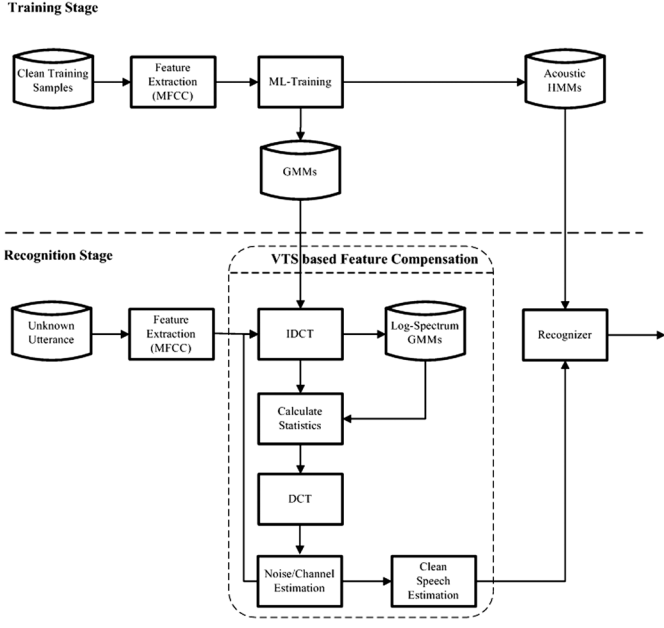 Training Stage
Clean Training
Samples
Feature
Extraction
(MFCC)
ML-Training
Acoustic
HMMs
GMMs
Recognition Stage
VTS based Feature Compensation
Unknown
Utterance
Feature
Extraction
(MFCC)
IDCT
Log-Spectrum
GMMs
Recognizer
Calculate
Statistics
DCT
Noise/Channel
Estimation
Clean
Speech
Estimation